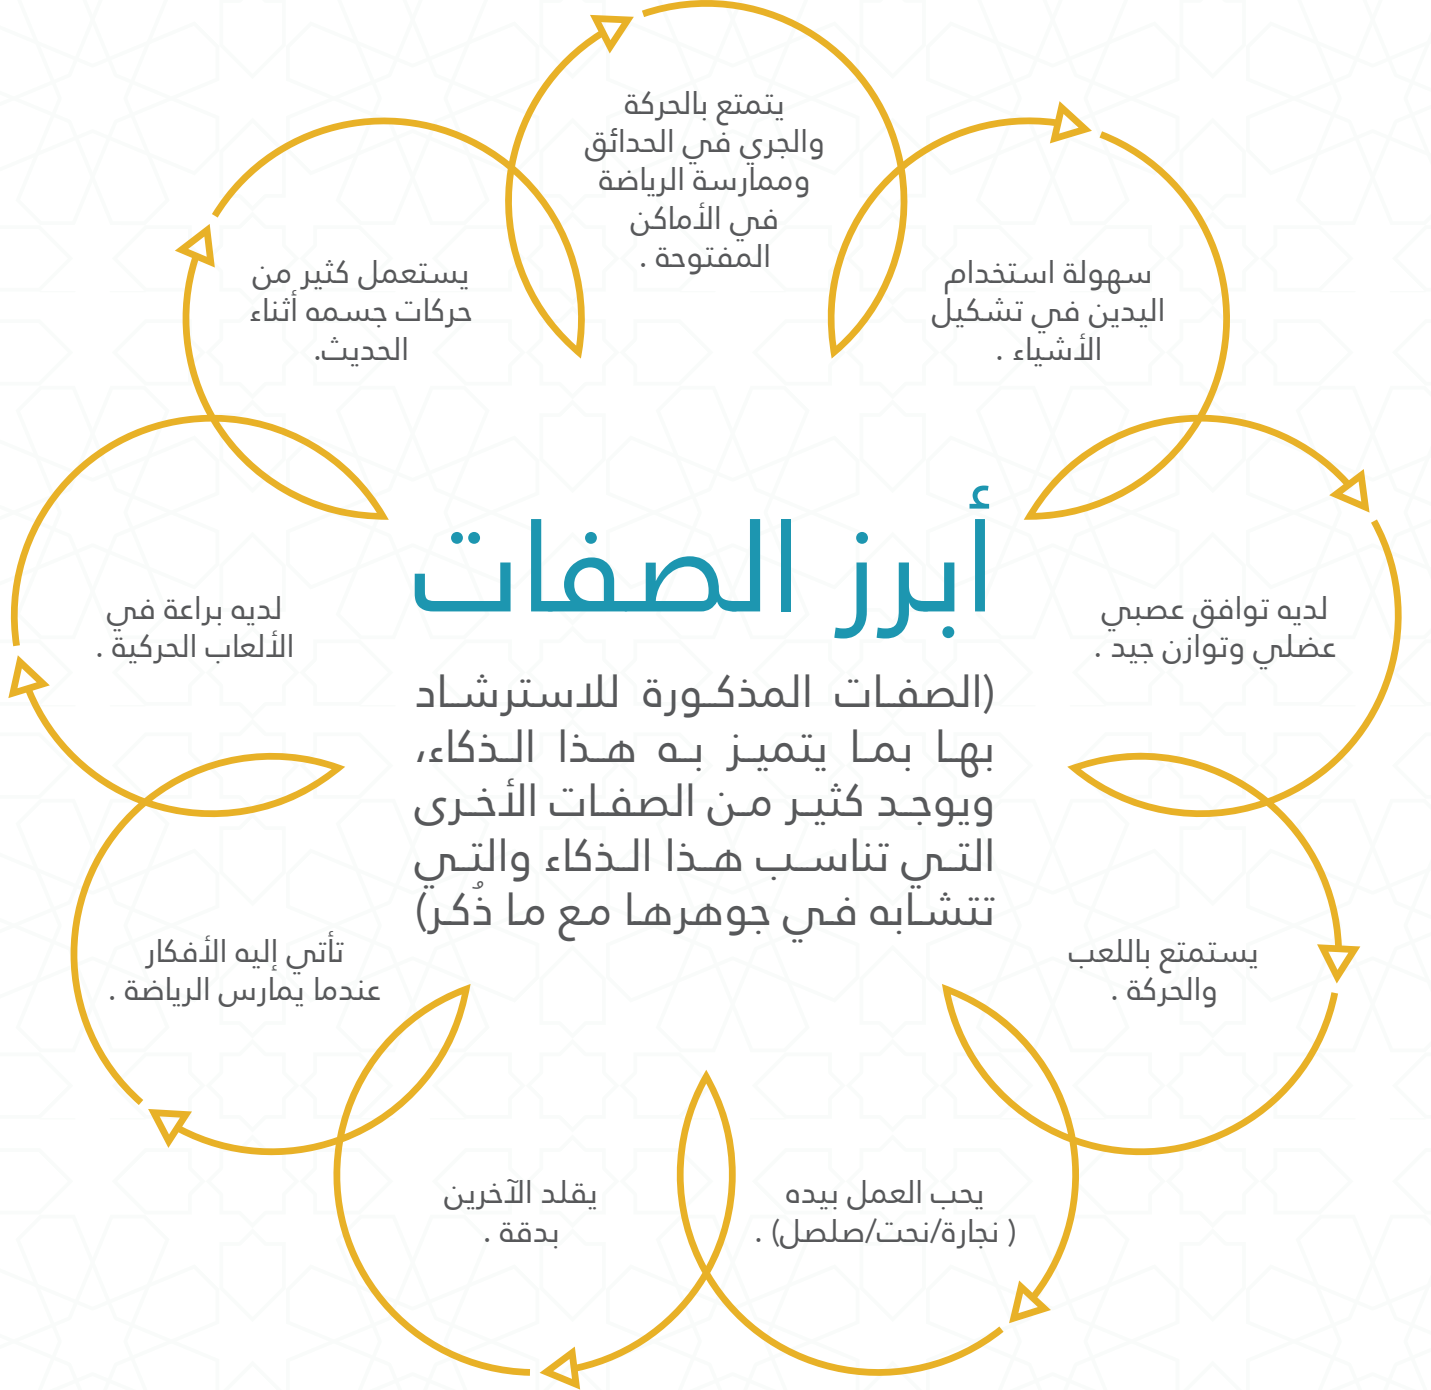 يتمتع بالحركة
والجري في الحدائق
وممارسة الرياضة
في الأماكن
المفتوحة .
سهولة استخدام
اليدين في تشكيل
الأشياء .
لديه توافق عصبي
عضلي وتوازن جيد .
يستمتع باللعب
والحركة .
يحب العمل بيده
( نجارة/نحت/صلصل) .
يقلد الآخرين
بدقة .
تأتي إليه الأفكار
عندما يمارس الرياضة .
لديه براعة في
الألعاب الحركية .
يستعمل كثير من
حركات جسمه أثناء
الحديث.
أبرز الصفات
(الصفات المذكورة للاسترشاد
بها بما يتميز به هذا الذكاء،
ويوجد كثير من الصفات الأخرى
التي تناسب هذا الذكاء والتي
تتشابه في جوهرها مع ما ذُكر)